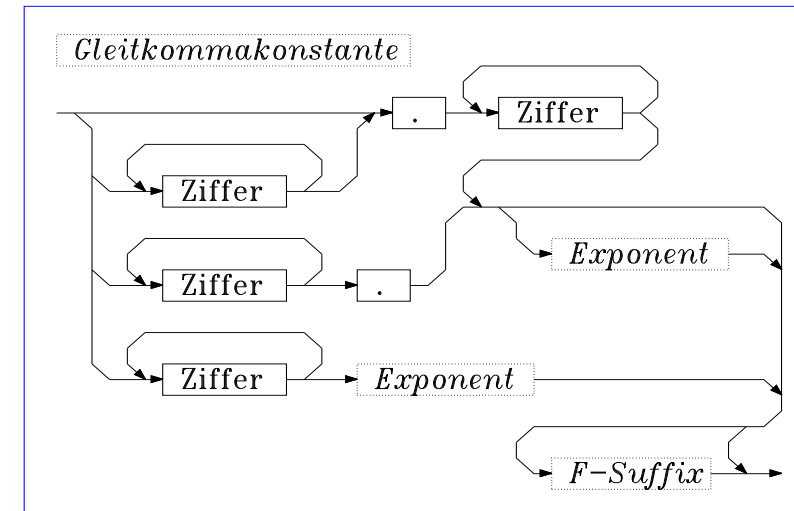 Gleitkommakonstante
. Ziffer
Ziffer
Exponent
Ziffer .
Ziffer Exponent
F-Suffix